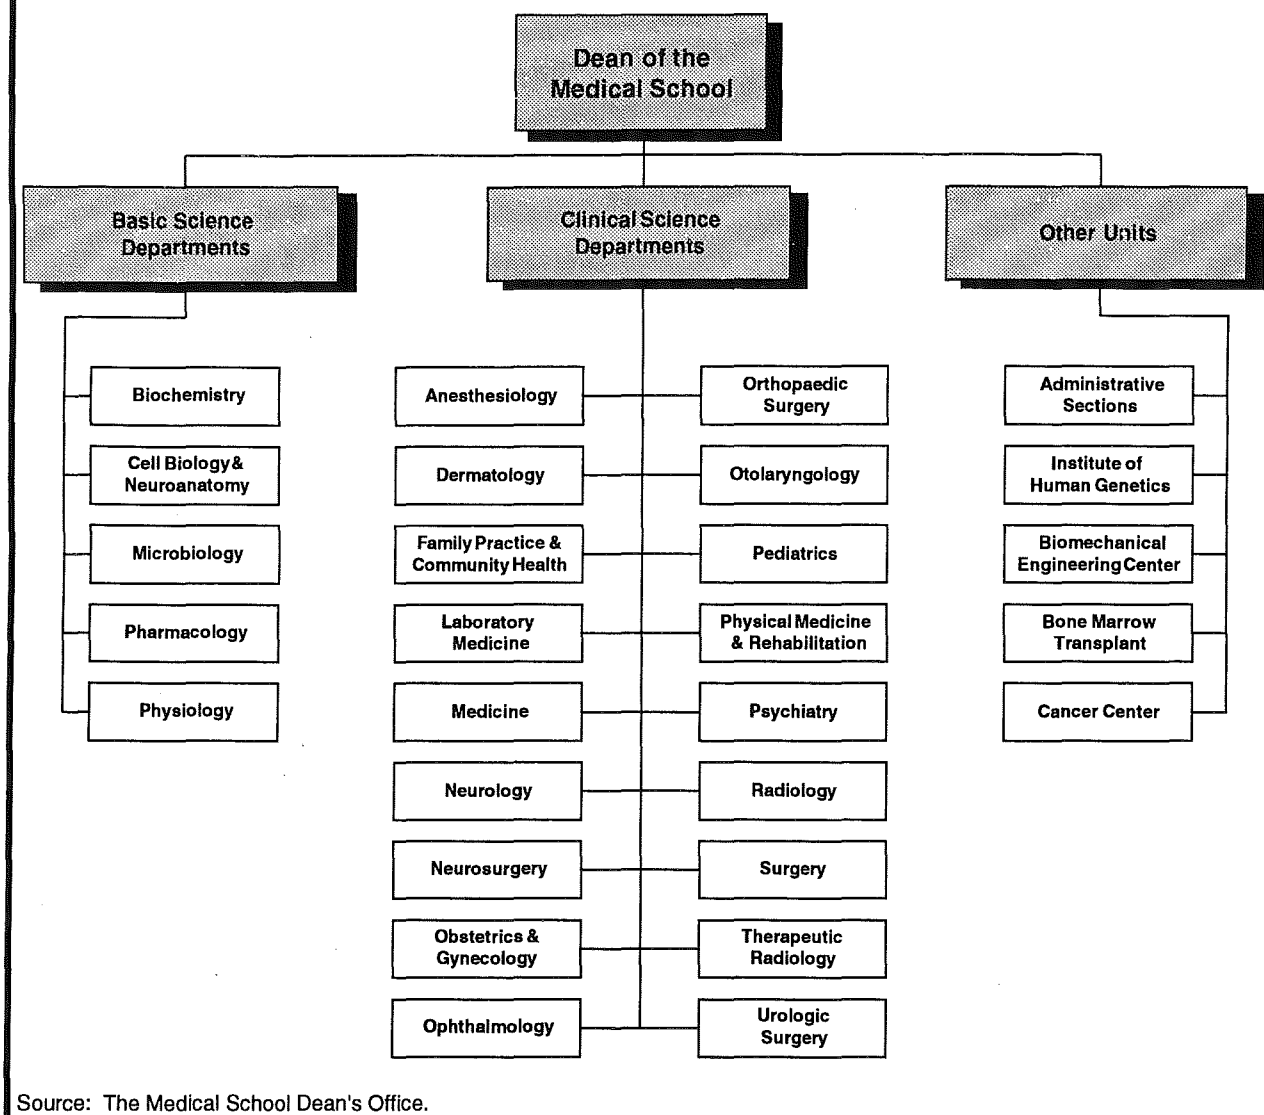 Dean of the
Medical School
Basic Science
Departments
Clinical Science
Departments
Other Units
Biochemistry
Cell Biology &
Neuroanatomy
Microbiology
Pharmacology
Physiology
Anesthesiology
Dermatology
Family Practice &
Community Health
Laboratory
Medicine
Medicine
Neurology
Neurosurgery
Obstetrics &
Gynecology
Ophthalmology
Orthopaedic
Surgery
Otolaryngology
Pediatrics
Physical Medicine
& Rehabilitation
Psychiatry
Radiology
Surgery
Therapeutic
Radiology
Urologic
Surgery
Administrative
Sections
Institute of
Human Genetics
Biomechanical
Engineering Center
Bone Marrow
Transplant
Cancer Center
Source: The Medical School Dean's Office.